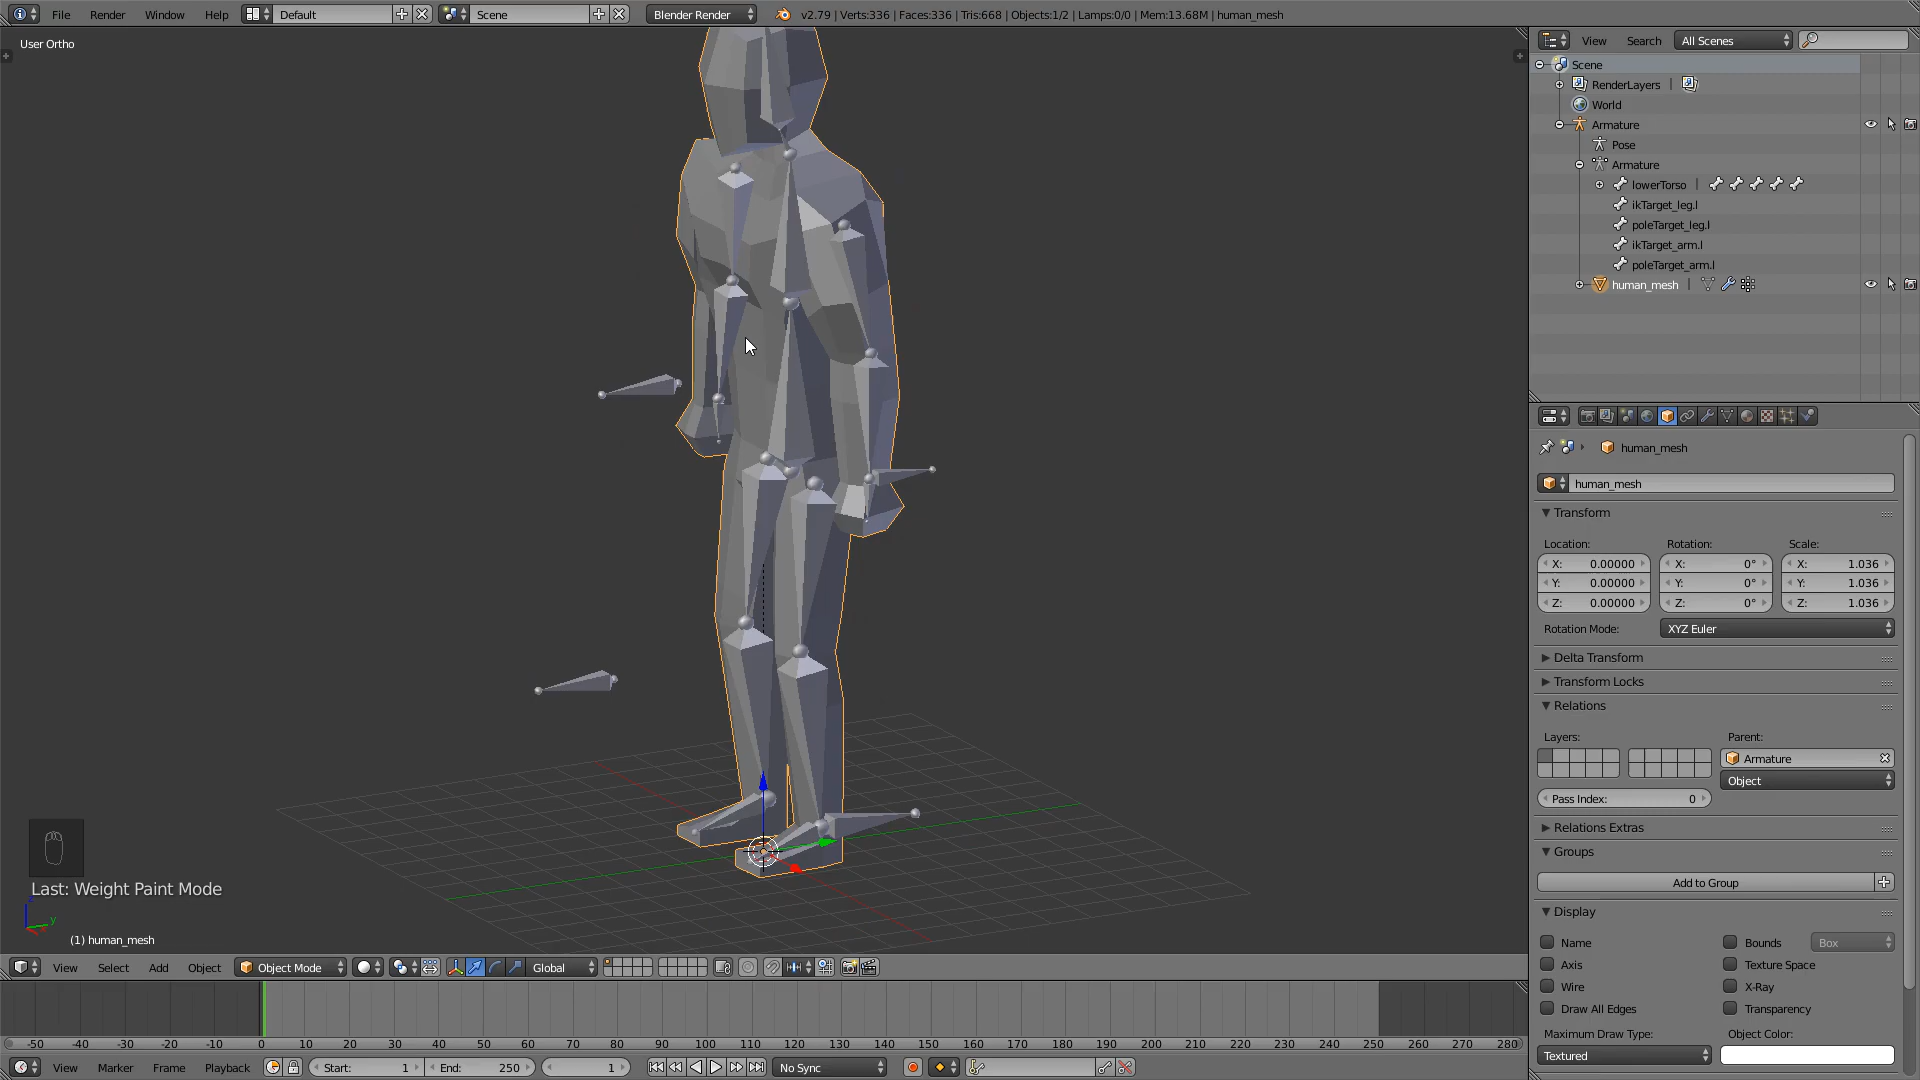 File Render Window Help Default Scene Blender Render v2.79 | Verts:336 | Faces:336 | Tris:668 | Objects:1/2 | Lamps:0/0 | Mem:13.68M | human_mesh
User Ortho
View Search All Scenes
Scene
RenderLayers |
World
Armature
Pose
Armature
lowerTorso |
ikTarget_leg.l
poleTarget_leg.l
ikTarget_arm.l
poleTarget_arm.l
human_mesh |
human_mesh
human_mesh
Transform
Location: Rotation: Scale:
X: 0.00000 X: 0° X: 1.036
Y: 0.00000 Y: 0° Y: 1.036
Z: 0.00000 Z: 0° Z: 1.036
Rotation Mode: XYZ Euler
Delta Transform
Transform Locks
Relations
Layers: Parent:
Armature
Object
Pass Index: 0
Relations Extras
Groups
Add to Group
Display
Name Bounds Box
Axis Texture Space
Wire X-Ray
Draw All Edges Transparency
Maximum Draw Type: Object Color:
Textured
Last: Weight Paint Mode
z
y
(1) human_mesh
View Select Add Object Object Mode Global
-50 -40 -30 -20 -10 0 10 20 30 40 50 60 70 80 90 100 110 120 130 140 150 160 170 180 190 200 210 220 230 240 250 260 270 280
View Marker Frame Playback Start: 1 End: 250 1 No Sync